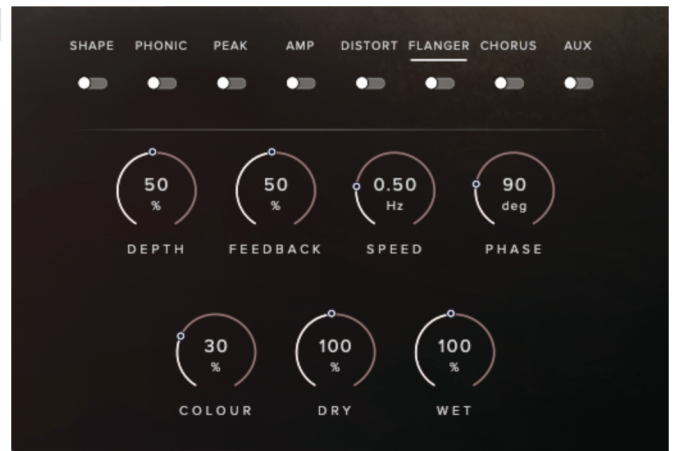 SHAPE PHONIC PEAK AMP DISTORT FLANGER CHORUS AUX
50 50 0.50 90
% % Hz deg
DEPTH FEEDBACK SPEED PHASE
30 100 100
% % %
COLOUR DRY WET